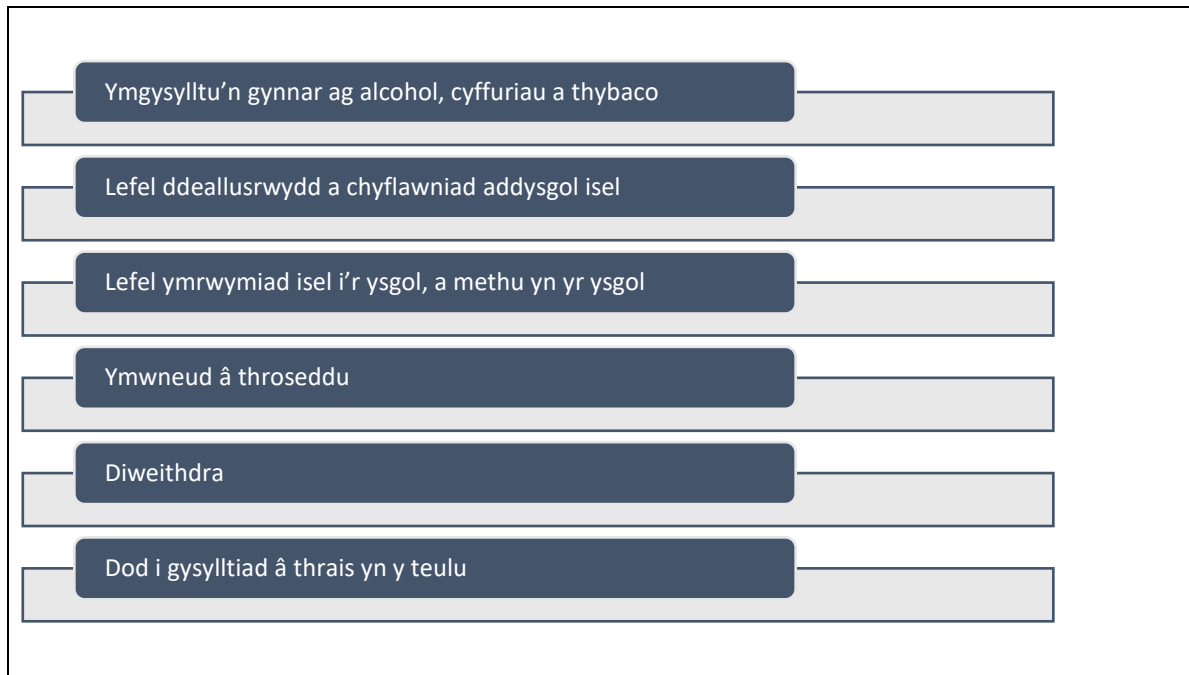 Ymgysylltu’n gynnar ag alcohol, cyffuriau a thybaco
Lefel ddeallusrwydd a chyflawniad addysgol isel
Lefel ymrwymiad isel i’r ysgol, a methu yn yr ysgol
Ymwneud â throseddu
Diweithdra
Dod i gysylltiad â thrais yn y teulu